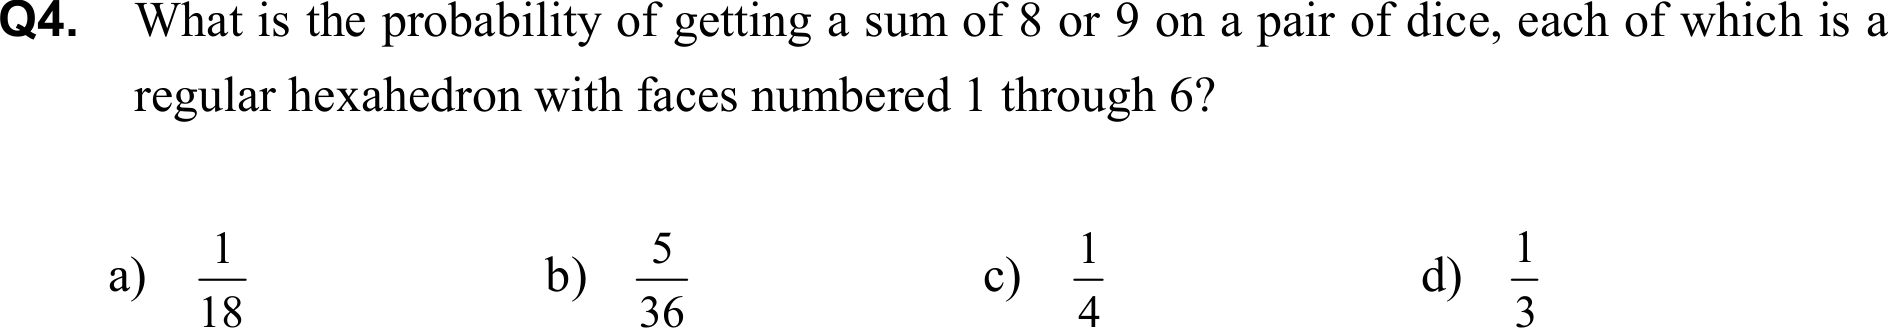 Q4. What is the probability of getting a sum of 8 or 9 on a pair of dice, each of which is a
regular hexahedron with faces numbered 1 through 6?
a) 1/18 b) 5/36 c) 1/4 d) 1/3